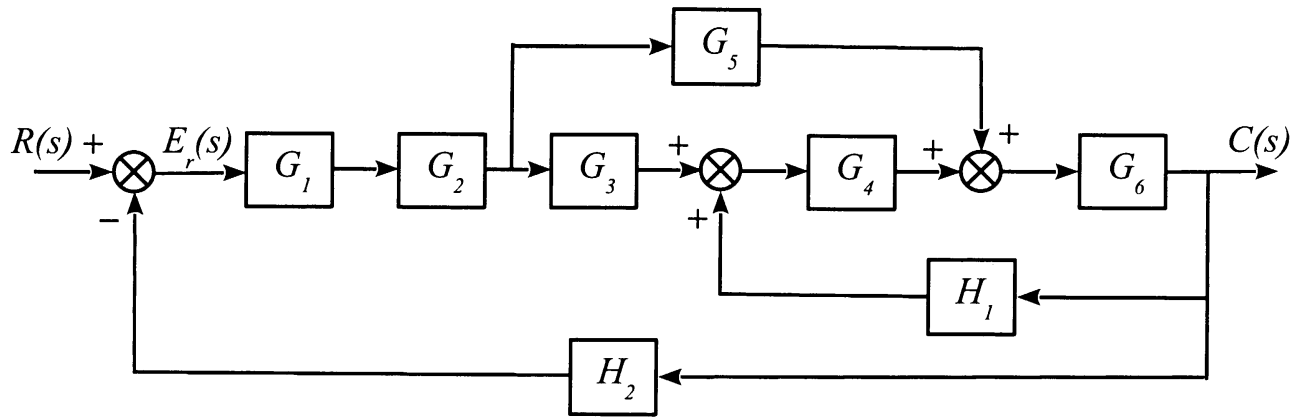 G₅
R(s) + Eᵣ(s) G₁ G₂ G₃ + G₄ + + G₆ C(s)
− +
H₁
H₂